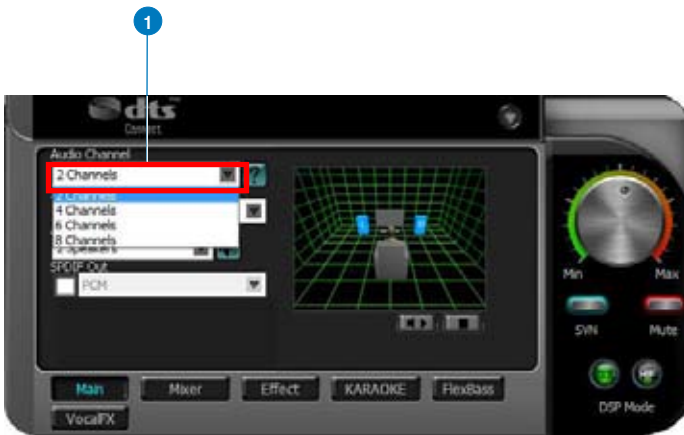 1
dts
Connect
Audio Channel
2 Channels
?
2 Channels
4 Channels
6 Channels
8 Channels
2 Speakers
SPDIF Out
PCM
Min
Max
SVN
Mute
DSP Mode
Main
Mixer
Effect
KARAOKE
FlexBass
VocalFX